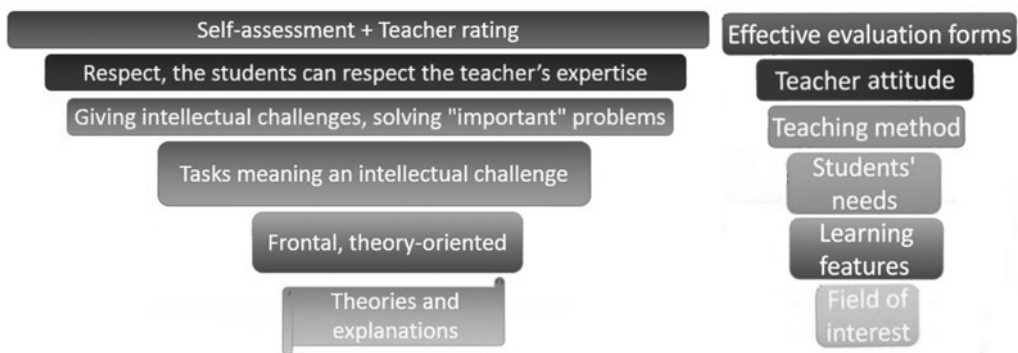 Self-assessment + Teacher rating
Effective evaluation forms
Respect, the students can respect the teacher's expertise
Teacher attitude
Giving intellectual challenges, solving "important" problems
Teaching method
Tasks meaning an intellectual challenge
Students'
needs
Frontal, theory-oriented
Learning
features
Theories and
explanations
Field of
interest